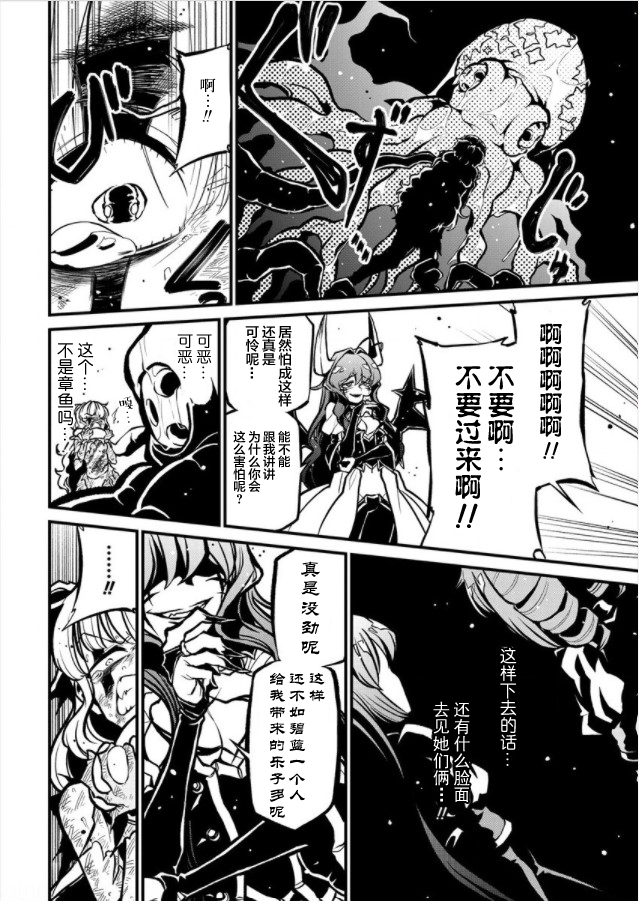 啊…!!
啊啊啊啊啊!!
不要啊…
不要过来啊!!
居然怕成这样
还真是
可怜呢…
能不能
跟我讲讲
为什么你会
这么害怕呢?
可恶…
可恶…
嘎…
这个…
不是章鱼吗…
这样下去的话…
还有什么脸面
去见她们俩…!!
真是没劲呢
这样
还不如碧蓝一个人
给我带来的乐子多呢
……!!